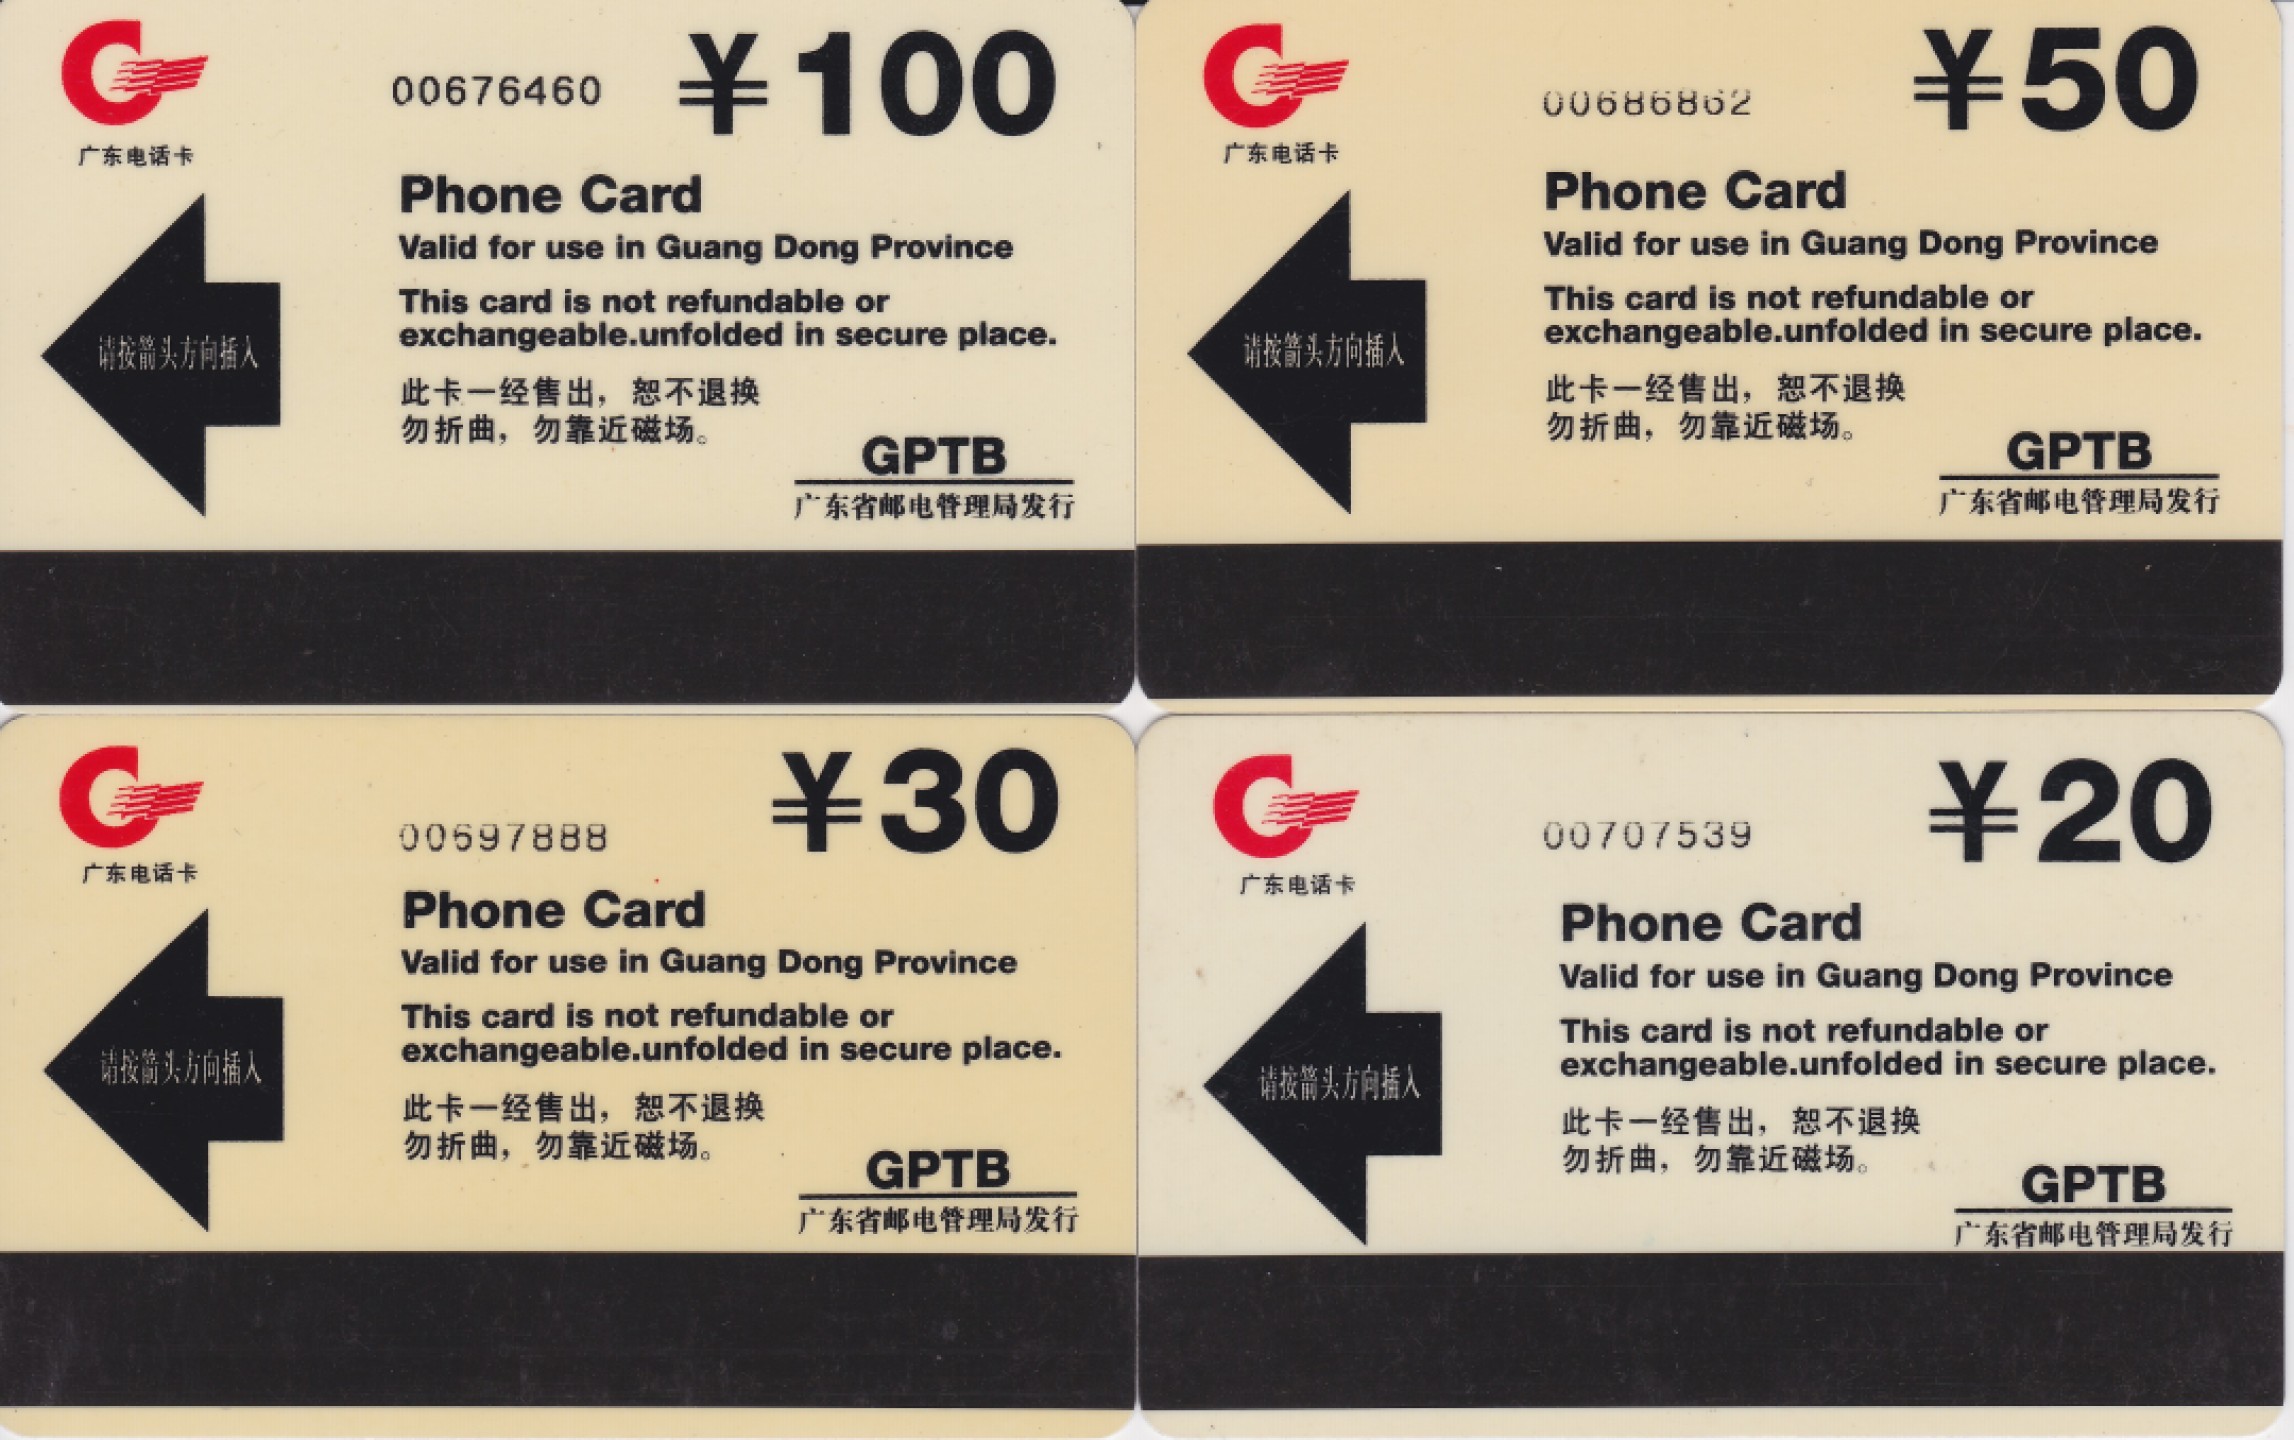 00676460 ¥100
广东电话卡
Phone Card
Valid for use in Guang Dong Province
This card is not refundable or
exchangeable.unfolded in secure place.
请按箭头方向插入
此卡一经售出，恕不退换
勿折曲，勿靠近磁场。
GPTB
广东省邮电管理局发行
00686862 ¥50
广东电话卡
Phone Card
Valid for use in Guang Dong Province
This card is not refundable or
exchangeable.unfolded in secure place.
请按箭头方向插入
此卡一经售出，恕不退换
勿折曲，勿靠近磁场。
GPTB
广东省邮电管理局发行
00697888 ¥30
广东电话卡
Phone Card
Valid for use in Guang Dong Province
This card is not refundable or
exchangeable.unfolded in secure place.
请按箭头方向插入
此卡一经售出，恕不退换
勿折曲，勿靠近磁场。
GPTB
广东省邮电管理局发行
00707539 ¥20
广东电话卡
Phone Card
Valid for use in Guang Dong Province
This card is not refundable or
exchangeable.unfolded in secure place.
请按箭头方向插入
此卡一经售出，恕不退换
勿折曲，勿靠近磁场。
GPTB
广东省邮电管理局发行